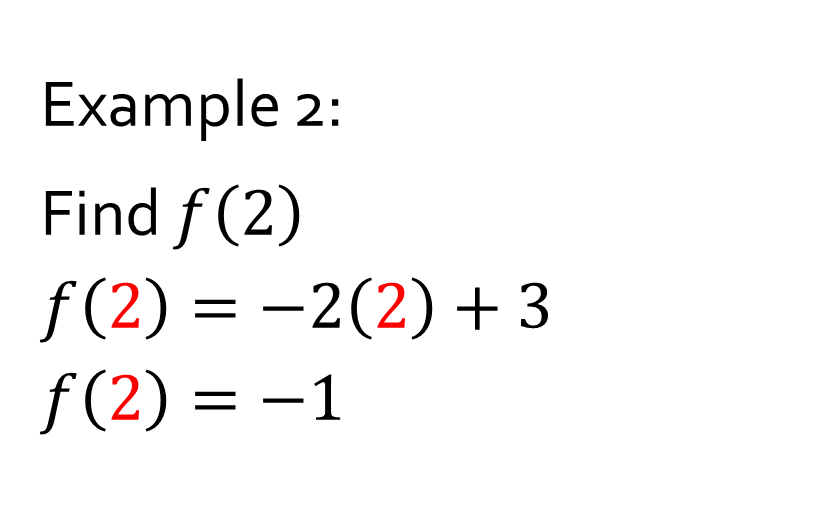 Example 2:
Find f(2)
f(2) = −2(2) + 3
f(2) = −1